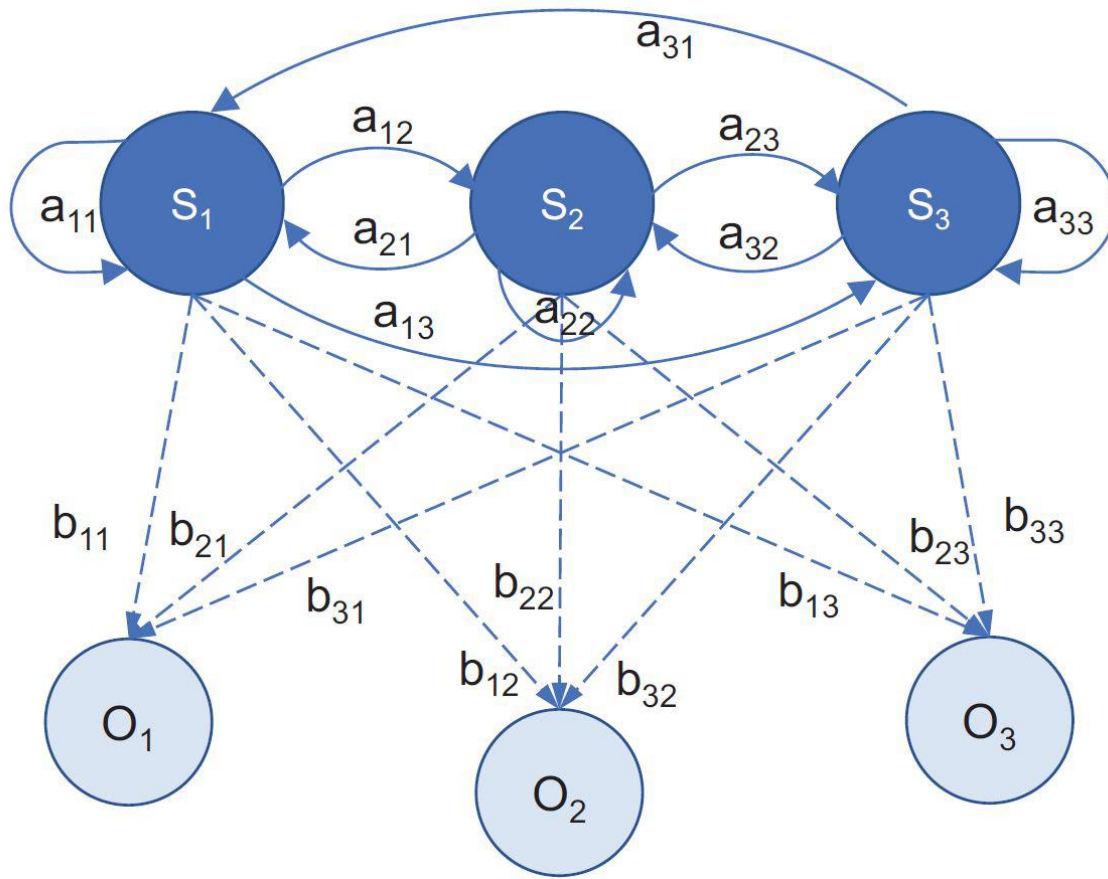 a₃₁
a₁₂
a₂₃
a₁₁
S₁
S₂
S₃
a₃₃
a₂₁
a₃₂
a₁₃
a₂₂
b₁₁
b₂₁
b₂₃
b₃₃
b₃₁
b₂₂
b₁₃
b₁₂
b₃₂
O₁
O₂
O₃